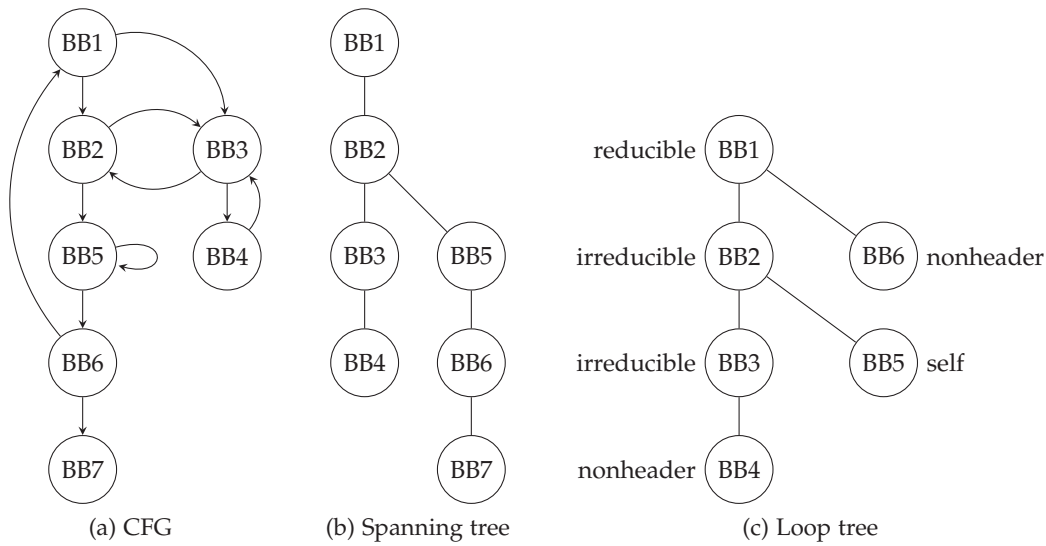 BB1
BB2
BB3
BB5
BB4
BB6
BB7
(a) CFG
BB1
BB2
BB3
BB5
BB4
BB6
BB7
(b) Spanning tree
reducible BB1
irreducible BB2
BB6 nonheader
irreducible BB3
BB5 self
nonheader BB4
(c) Loop tree